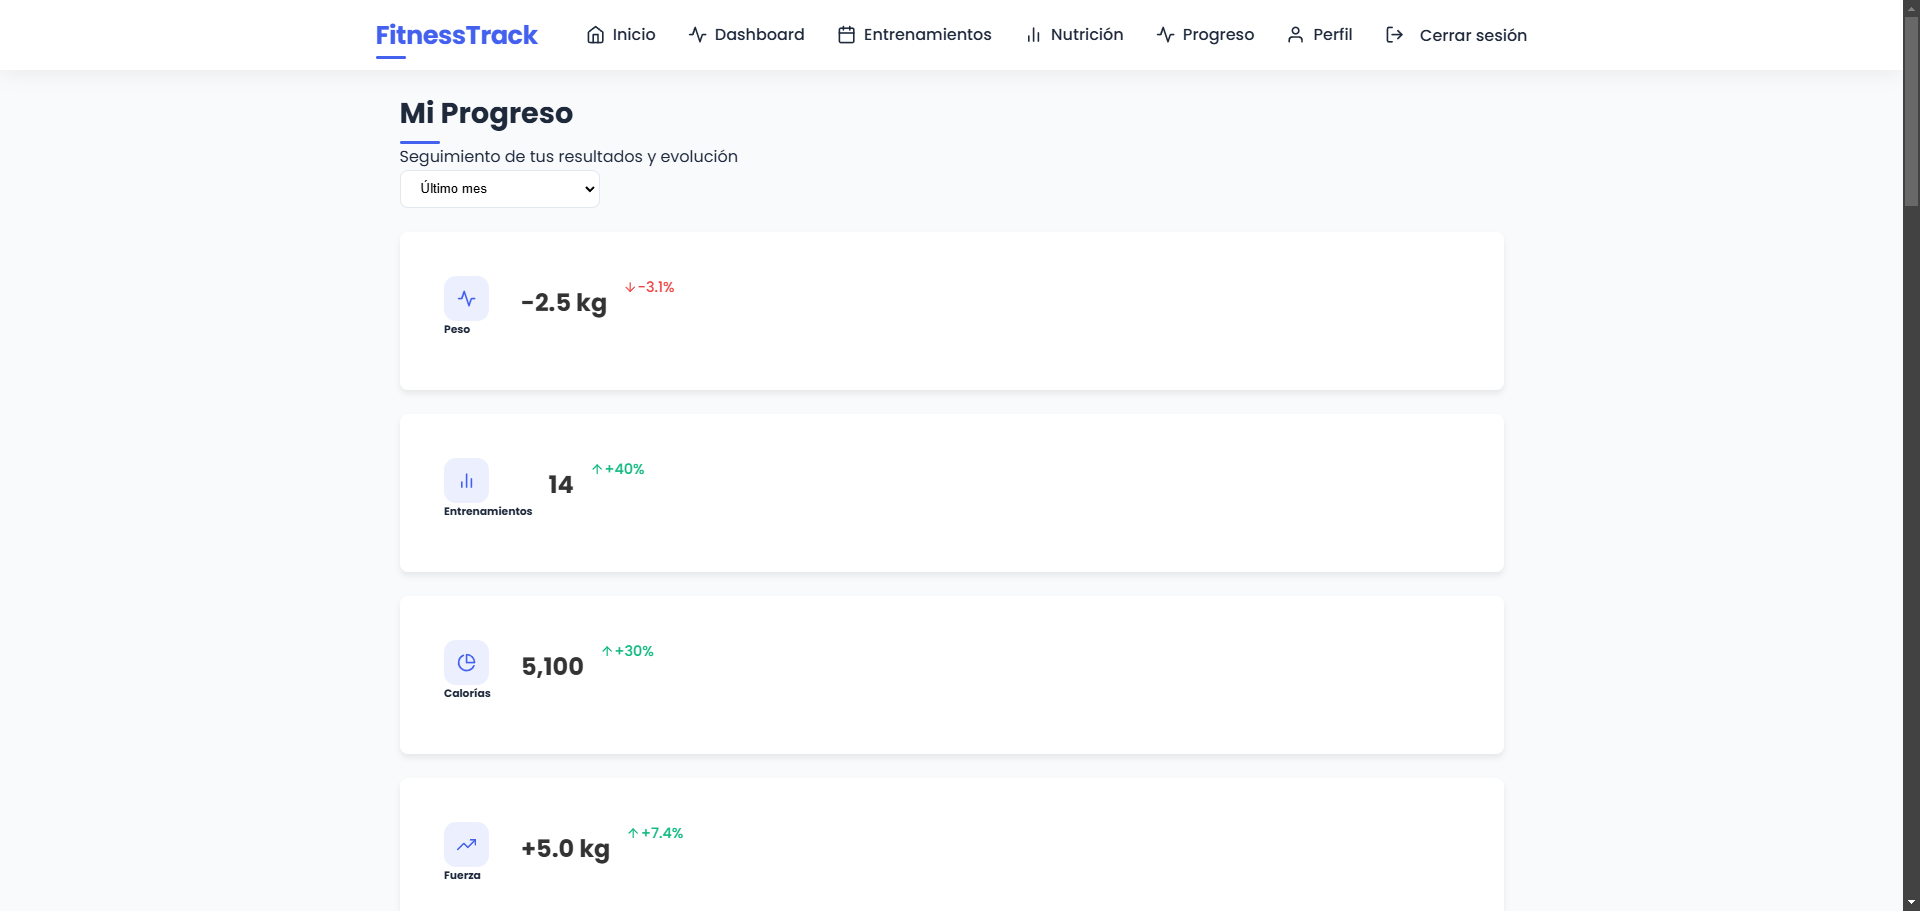 FitnessTrack Inicio Dashboard Entrenamientos Nutrición Progreso Perfil Cerrar sesión
Mi Progreso
Seguimiento de tus resultados y evolución
Último mes
-2.5 kg -3.1%
Peso
14 +40%
Entrenamientos
5,100 +30%
Calorías
+5.0 kg +7.4%
Fuerza